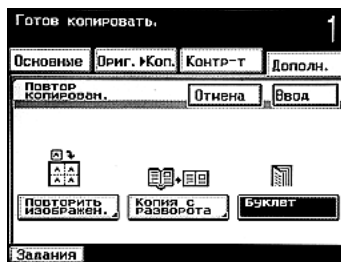 Готов копировать.
1
Основные
Ориг.▶Коп.
Контр-т
Дополн.
Повтор
копирован.
Отмена
Ввод
Повторить
изображен.
Копия с
разворота
Буклет
Задания